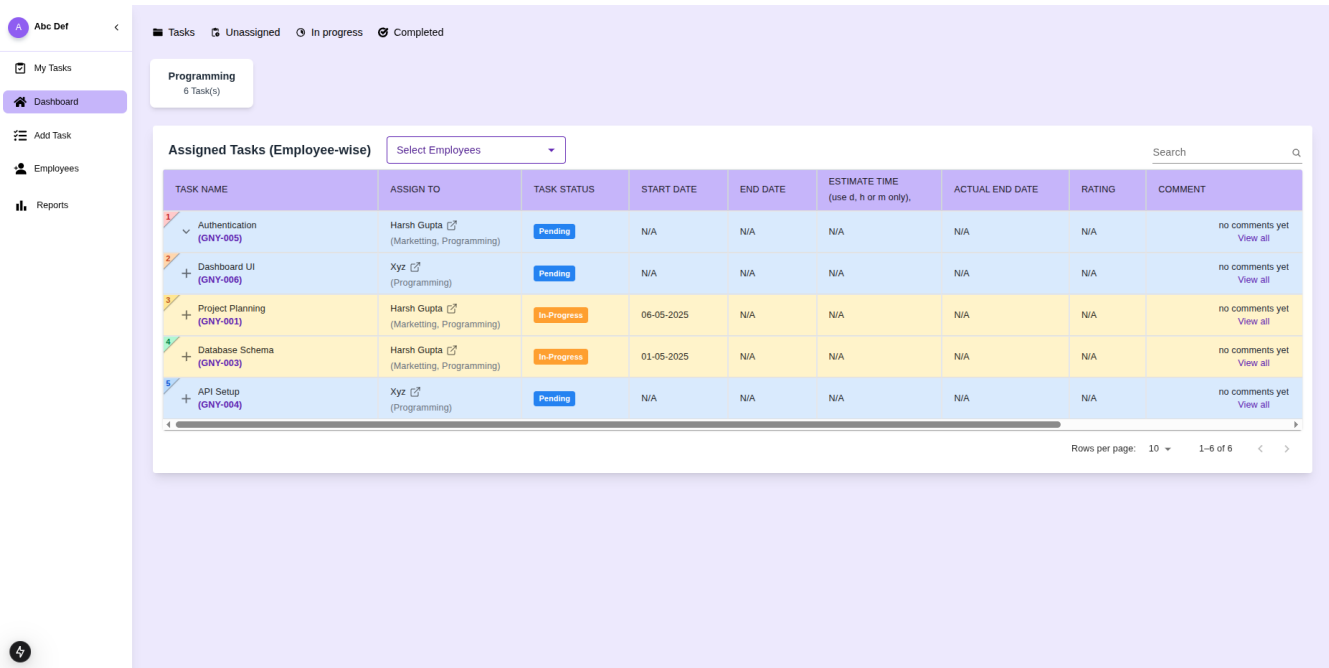 A Abc Def
My Tasks
Dashboard
Add Task
Employees
Reports
Tasks Unassigned In progress Completed
Programming
6 Task(s)
Assigned Tasks (Employee-wise) Select Employees Search
TASK NAME ASSIGN TO TASK STATUS START DATE END DATE ESTIMATE TIME (use d, h or m only), ACTUAL END DATE RATING COMMENT
1 Authentication Harsh Gupta Pending N/A N/A N/A N/A N/A no comments yet
(GNY-005) (Marketting, Programming) View all
2 Dashboard UI Xyz Pending N/A N/A N/A N/A N/A no comments yet
(GNY-006) (Programming) View all
3 Project Planning Harsh Gupta In-Progress 06-05-2025 N/A N/A N/A N/A no comments yet
(GNY-001) (Marketting, Programming) View all
4 Database Schema Harsh Gupta In-Progress 01-05-2025 N/A N/A N/A N/A no comments yet
(GNY-003) (Marketting, Programming) View all
5 API Setup Xyz Pending N/A N/A N/A N/A N/A no comments yet
(GNY-004) (Programming) View all
Rows per page: 10 1–6 of 6